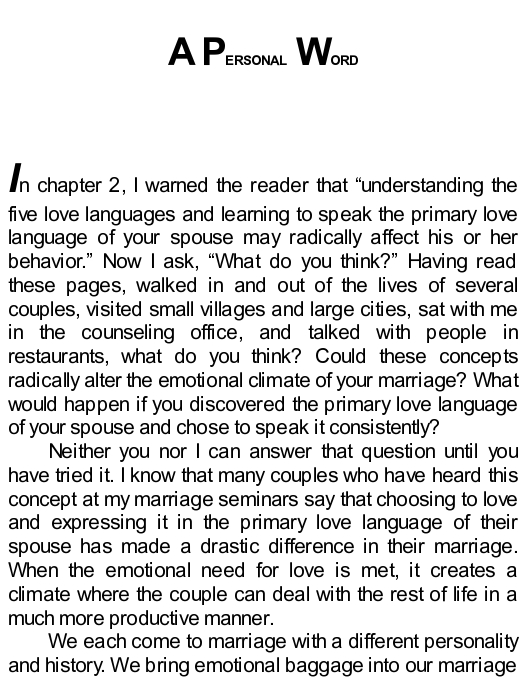 A PERSONAL WORD
In chapter 2, I warned the reader that “understanding the
five love languages and learning to speak the primary love
language of your spouse may radically affect his or her
behavior.” Now I ask, “What do you think?” Having read
these pages, walked in and out of the lives of several
couples, visited small villages and large cities, sat with me
in the counseling office, and talked with people in
restaurants, what do you think? Could these concepts
radically alter the emotional climate of your marriage? What
would happen if you discovered the primary love language
of your spouse and chose to speak it consistently?
Neither you nor I can answer that question until you
have tried it. I know that many couples who have heard this
concept at my marriage seminars say that choosing to love
and expressing it in the primary love language of their
spouse has made a drastic difference in their marriage.
When the emotional need for love is met, it creates a
climate where the couple can deal with the rest of life in a
much more productive manner.
We each come to marriage with a different personality
and history. We bring emotional baggage into our marriage